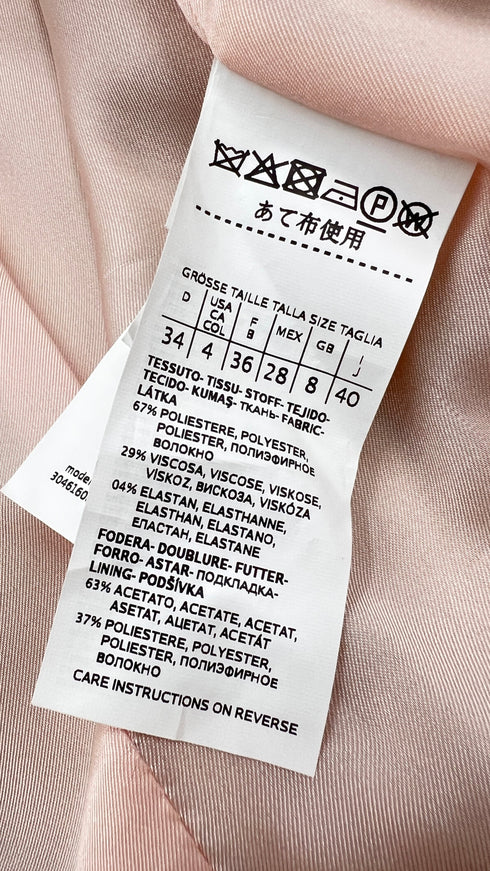 P W
あて布使用
GRÖSSE TAILLE TALLA SIZE TAGLIA
D USA CA COL F B MEX GB I J
34 4 36 28 8 40
TESSUTO- TISSU- STOFF- TEJIDO-
TECIDO- KUMAŞ- ТКАНЬ- FABRIC-
LÁTKA
67% POLIESTERE, POLYESTER,
POLIESTER, ПОЛИЭФИРНОЕ
ВОЛОКНО
29% VISCOSA, VISCOSE, VISKOSE,
VISKOZ, ВИСКОЗА, VISKÓZA
04% ELASTAN, ELASTHANNE,
ELASTHAN, ELASTANO,
ЕПАСТАН, ELASTANE
FODERA- DOUBLURE- FUTTER-
FORRO- ASTAR- ПОДКЛАДКА-
LINING- PODŠÍVKA
63% ACETATO, ACETATE, ACETAT,
ASETAT, АЦЕТАТ, ACETÁT
37% POLIESTERE, POLYESTER,
POLIESTER, ПОЛИЭФИРНОЕ
ВОЛОКНО
CARE INSTRUCTIONS ON REVERSE